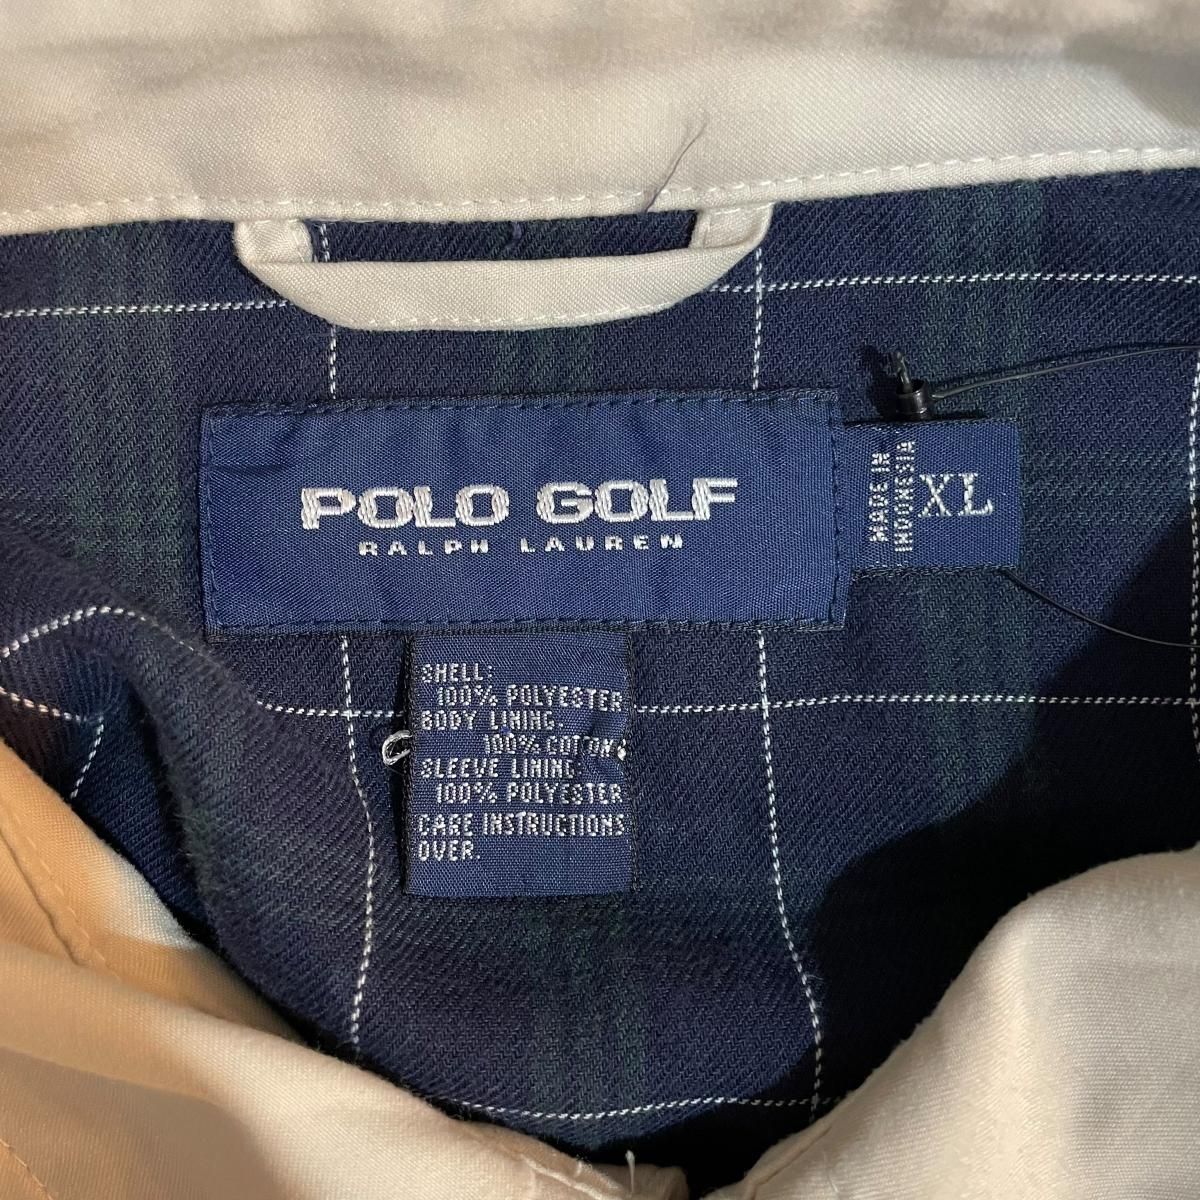 POLO GOLF
RALPH LAUREN
MADE IN
INDONESIA
XL
SHELL:
100% POLYESTER
BODY LINING:
100% COTTON
SLEEVE LINING:
100% POLYESTER
CARE INSTRUCTIONS
OVER.